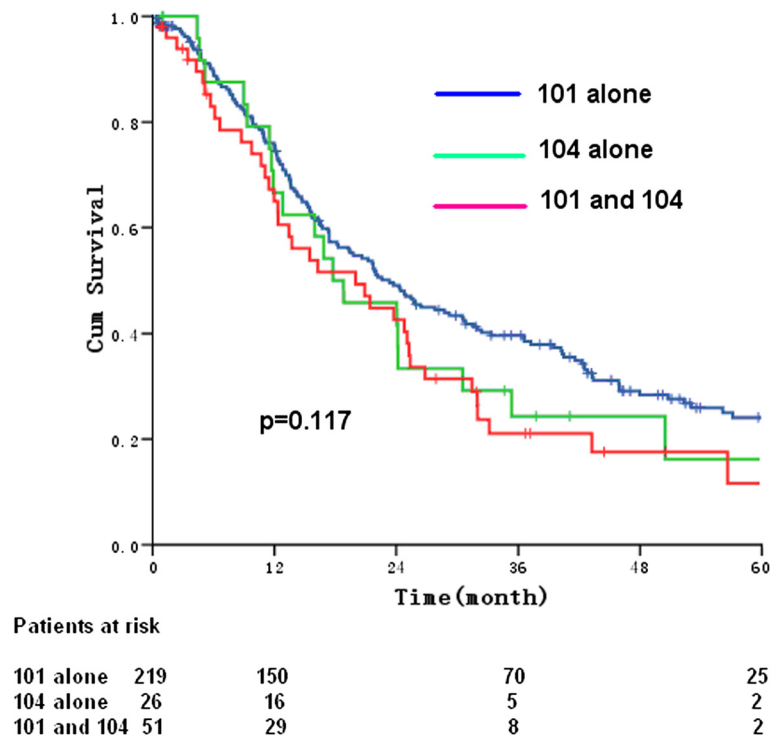 1.0
0.8
0.6
0.4
0.2
0.0
Cum Survival
101 alone
104 alone
101 and 104
p=0.117
0 12 24 36 48 60
Time(month)
Patients at risk
101 alone 219 150 70 25
104 alone 26 16 5 2
101 and 104 51 29 8 2